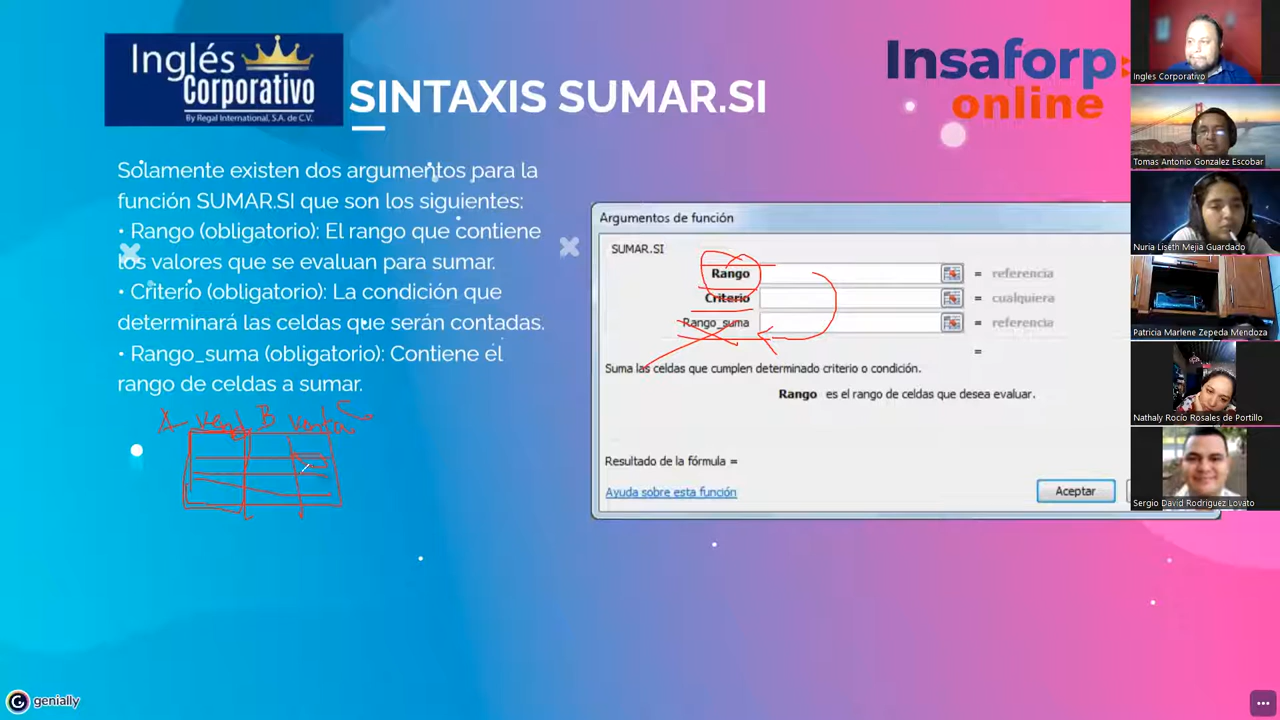 Inglés
Corporativo
By Regal International, S.A. de C.V.
SINTAXIS SUMAR.SI
Insaforp
online
Solamente existen dos argumentos para la
función SUMAR.SI que son los siguientes:
• Rango (obligatorio): El rango que contiene
los valores que se evaluan para sumar.
• Criterio (obligatorio): La condición que
determinará las celdas que serán contadas.
• Rango_suma (obligatorio): Contiene el
rango de celdas a sumar.
A Vend B Venta C
Argumentos de función
SUMAR.SI
Rango = referencia
Criterio = cualquiera
Rango_suma = referencia
=
Suma las celdas que cumplen determinado criterio o condición.
Rango es el rango de celdas que desea evaluar.
Resultado de la fórmula =
Ayuda sobre esta función
Aceptar
Ingles Corporativo
Tomas Antonio Gonzalez Escobar
Nuria Liseth Mejia Guardado
Patricia Marlene Zepeda Mendoza
Nathaly Rocío Rosales de Portillo
Sergio David Rodriguez Lovato
genially